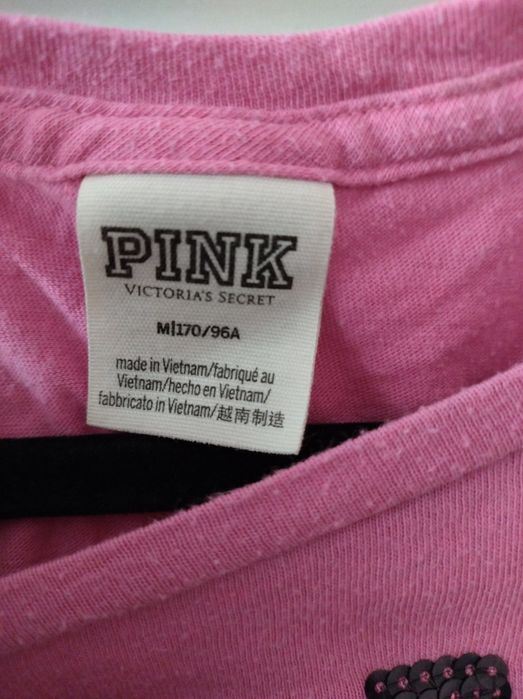 PINK
VICTORIA'S SECRET
M|170/96A
made in Vietnam/fabriqué au
Vietnam/hecho en Vietnam/
fabbricato in Vietnam/越南制造